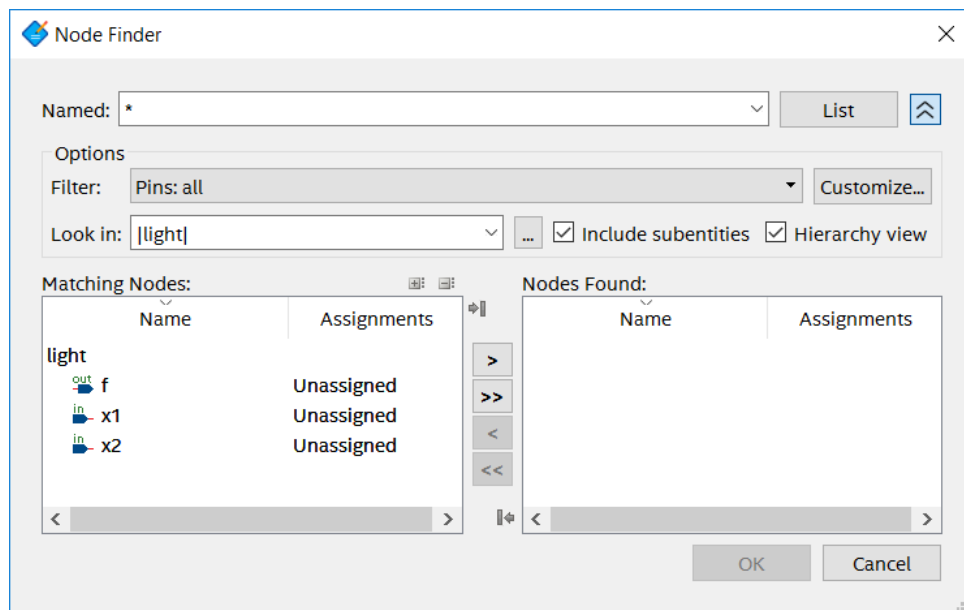 Node Finder
Named: * List
Options
Filter: Pins: all Customize...
Look in: |light| ... Include subentities Hierarchy view
Matching Nodes: Nodes Found:
Name Assignments Name Assignments
light
out f Unassigned
in x1 Unassigned
in x2 Unassigned
>
>>
<
<<
OK Cancel